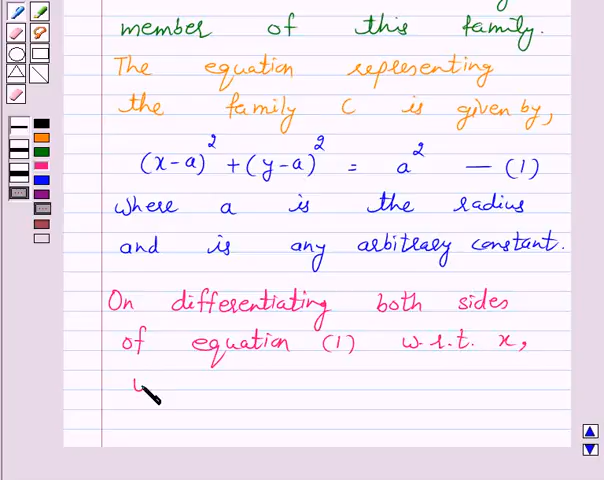 member of this family.
The equation representing
the family C is given by,
(x-a)² + (y-a)² = a² — (1)
where a is the radius
and is any arbitrary constant.
On differentiating both sides
of equation (1) w.r.t. x,